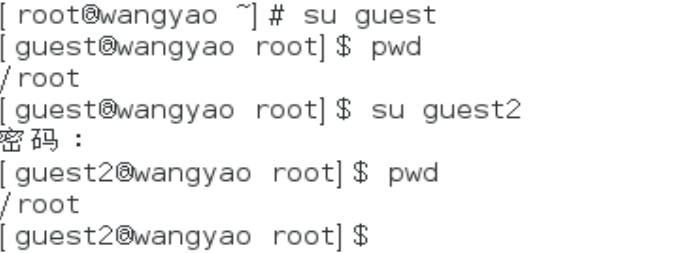 [root@wangyao ~]# su guest
[guest@wangyao root]$ pwd
/root
[guest@wangyao root]$ su guest2
密码：
[guest2@wangyao root]$ pwd
/root
[guest2@wangyao root]$